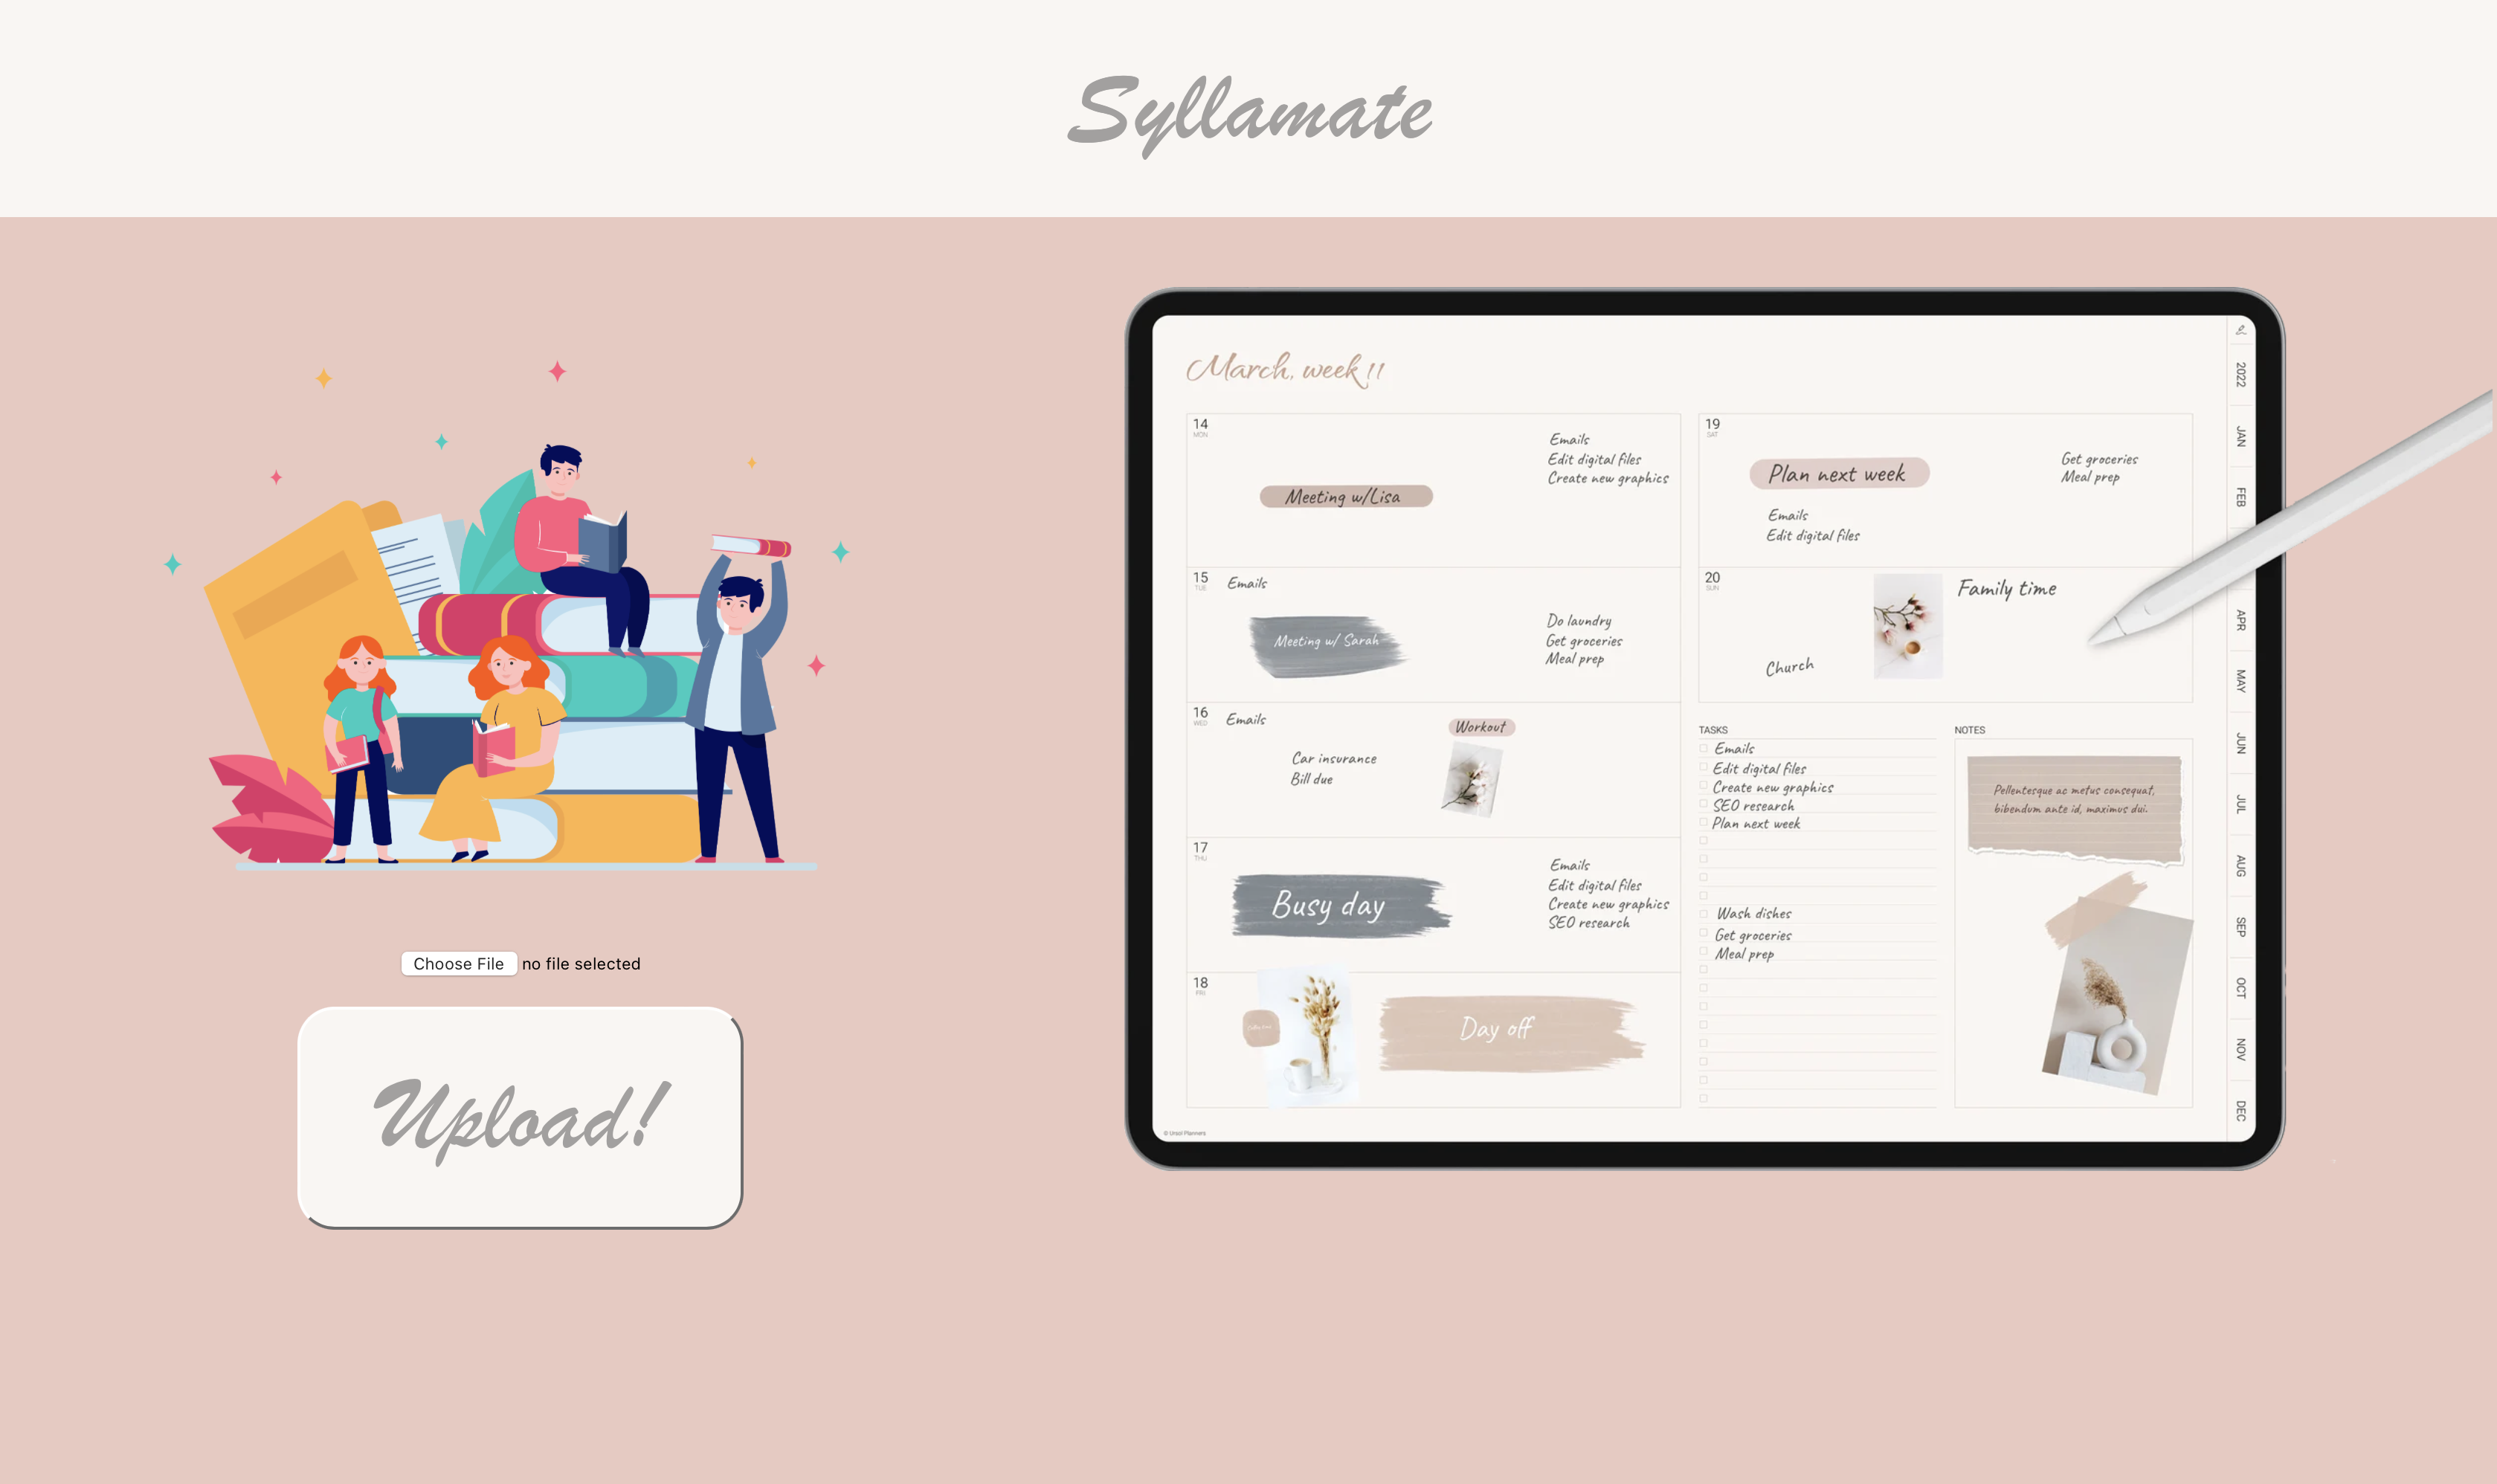 Syllamate
Choose File no file selected
Upload!
March, week 11
14
MON
Emails
Edit digital files
Create new graphics
Meeting w/Lisa
15
TUE
Emails
Meeting w/ Sarah
Do laundry
Get groceries
Meal prep
16
WED
Emails
Workout
Car insurance
Bill due
17
THU
Busy day
Emails
Edit digital files
Create new graphics
SEO research
18
FRI
Day off
19
SAT
Plan next week
Get groceries
Meal prep
Emails
Edit digital files
20
SUN
Family time
Church
TASKS
Emails
Edit digital files
Create new graphics
SEO research
Plan next week
Wash dishes
Get groceries
Meal prep
NOTES
Pellentesque ac metus consequat,
bibendum ante id, maximus dui.
2022
JAN
FEB
APR
MAY
JUN
JUL
AUG
SEP
OCT
NOV
DEC